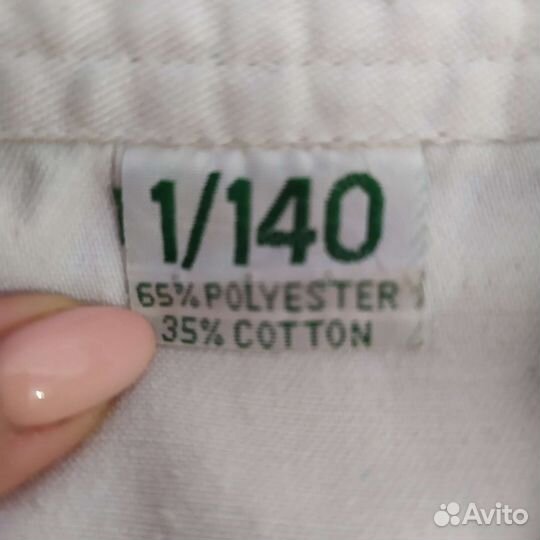 1/140
65% POLYESTER
35% COTTON
Avito